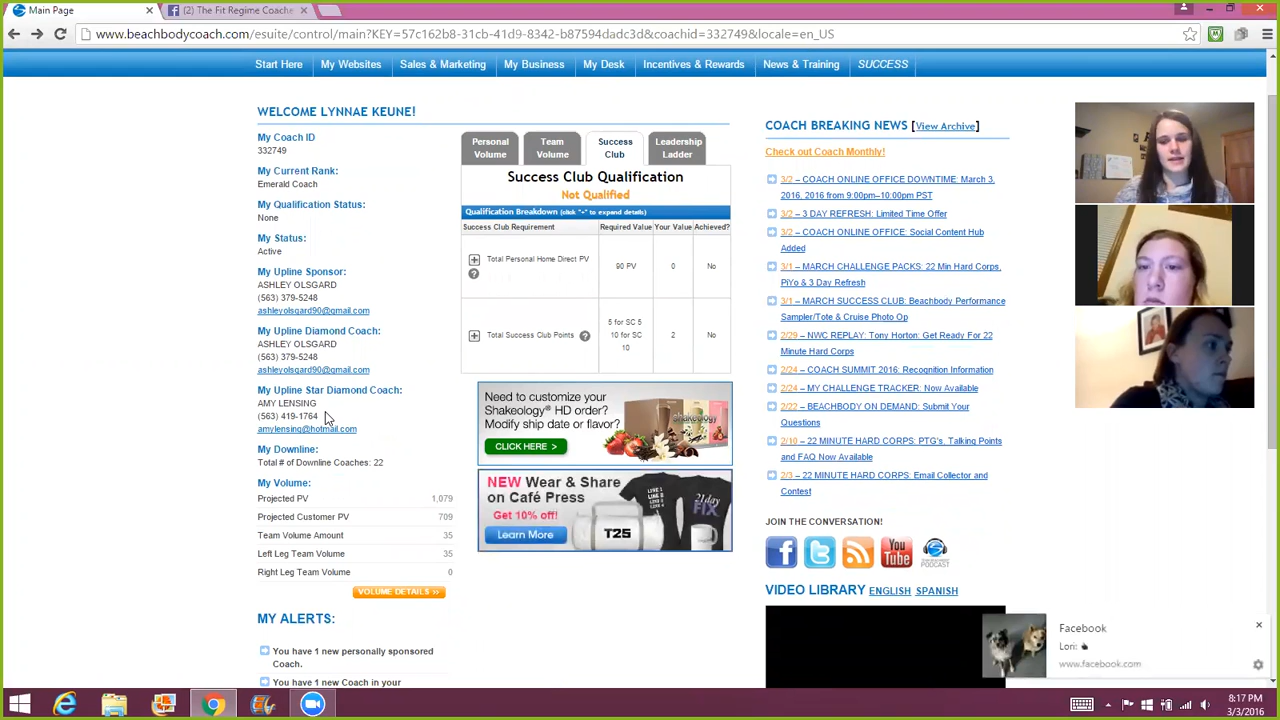 Main Page
(2) The Fit Regime Coache
www.beachbodycoach.com/esuite/control/main?KEY=57c162b8-31cb-41d9-8342-b87594dadc3d&coachid=332749&locale=en_US
Start Here
My Websites
Sales & Marketing
My Business
My Desk
Incentives & Rewards
News & Training
SUCCESS
WELCOME LYNNAE KEUNE!
My Coach ID
332749
My Current Rank:
Emerald Coach
My Qualification Status:
None
My Status:
Active
My Upline Sponsor:
ASHLEY OLSGARD
(563) 379-5248
ashleyolsgard90@gmail.com
My Upline Diamond Coach:
ASHLEY OLSGARD
(563) 379-5248
ashleyolsgard90@gmail.com
My Upline Star Diamond Coach:
AMY LENSING
(563) 419-1764
amylensing@hotmail.com
My Downline:
Total # of Downline Coaches: 22
My Volume:
Projected PV 1,079
Projected Customer PV 709
Team Volume Amount 35
Left Leg Team Volume 35
Right Leg Team Volume 0
VOLUME DETAILS >>
MY ALERTS:
You have 1 new personally sponsored
Coach.
You have 1 new Coach in your
Personal
Volume
Team
Volume
Success
Club
Leadership
Ladder
Success Club Qualification
Not Qualified
Qualification Breakdown (click "+" to expand details)
Success Club Requirement Required Value Your Value Achieved?
Total Personal Home Direct PV 90 PV 0 No
?
Total Success Club Points ? 5 for SC 5 2 No
10 for SC
10
Need to customize your
Shakeology® HD order?
Modify ship date or flavor?
CLICK HERE >
shakeology
NEW Wear & Share
on Café Press
Get 10% off!
Learn More
T25
21day
FIX
COACH BREAKING NEWS [View Archive]
Check out Coach Monthly!
3/2 – COACH ONLINE OFFICE DOWNTIME: March 3,
2016, 2016 from 9:00pm–10:00pm PST
3/2 – 3 DAY REFRESH: Limited Time Offer
3/2 – COACH ONLINE OFFICE: Social Content Hub
Added
3/1 – MARCH CHALLENGE PACKS: 22 Min Hard Corps,
PiYo & 3 Day Refresh
3/1 – MARCH SUCCESS CLUB: Beachbody Performance
Sampler/Tote & Cruise Photo Op
2/29 – NWC REPLAY: Tony Horton: Get Ready For 22
Minute Hard Corps
2/24 – COACH SUMMIT 2016: Recognition Information
2/24 – MY CHALLENGE TRACKER: Now Available
2/22 – BEACHBODY ON DEMAND: Submit Your
Questions
2/10 – 22 MINUTE HARD CORPS: PTG's, Talking Points
and FAQ Now Available
2/3 – 22 MINUTE HARD CORPS: Email Collector and
Contest
JOIN THE CONVERSATION!
You
Tube
PODCAST
VIDEO LIBRARY ENGLISH SPANISH
Facebook
Lori:
www.facebook.com
8:17 PM
3/3/2016